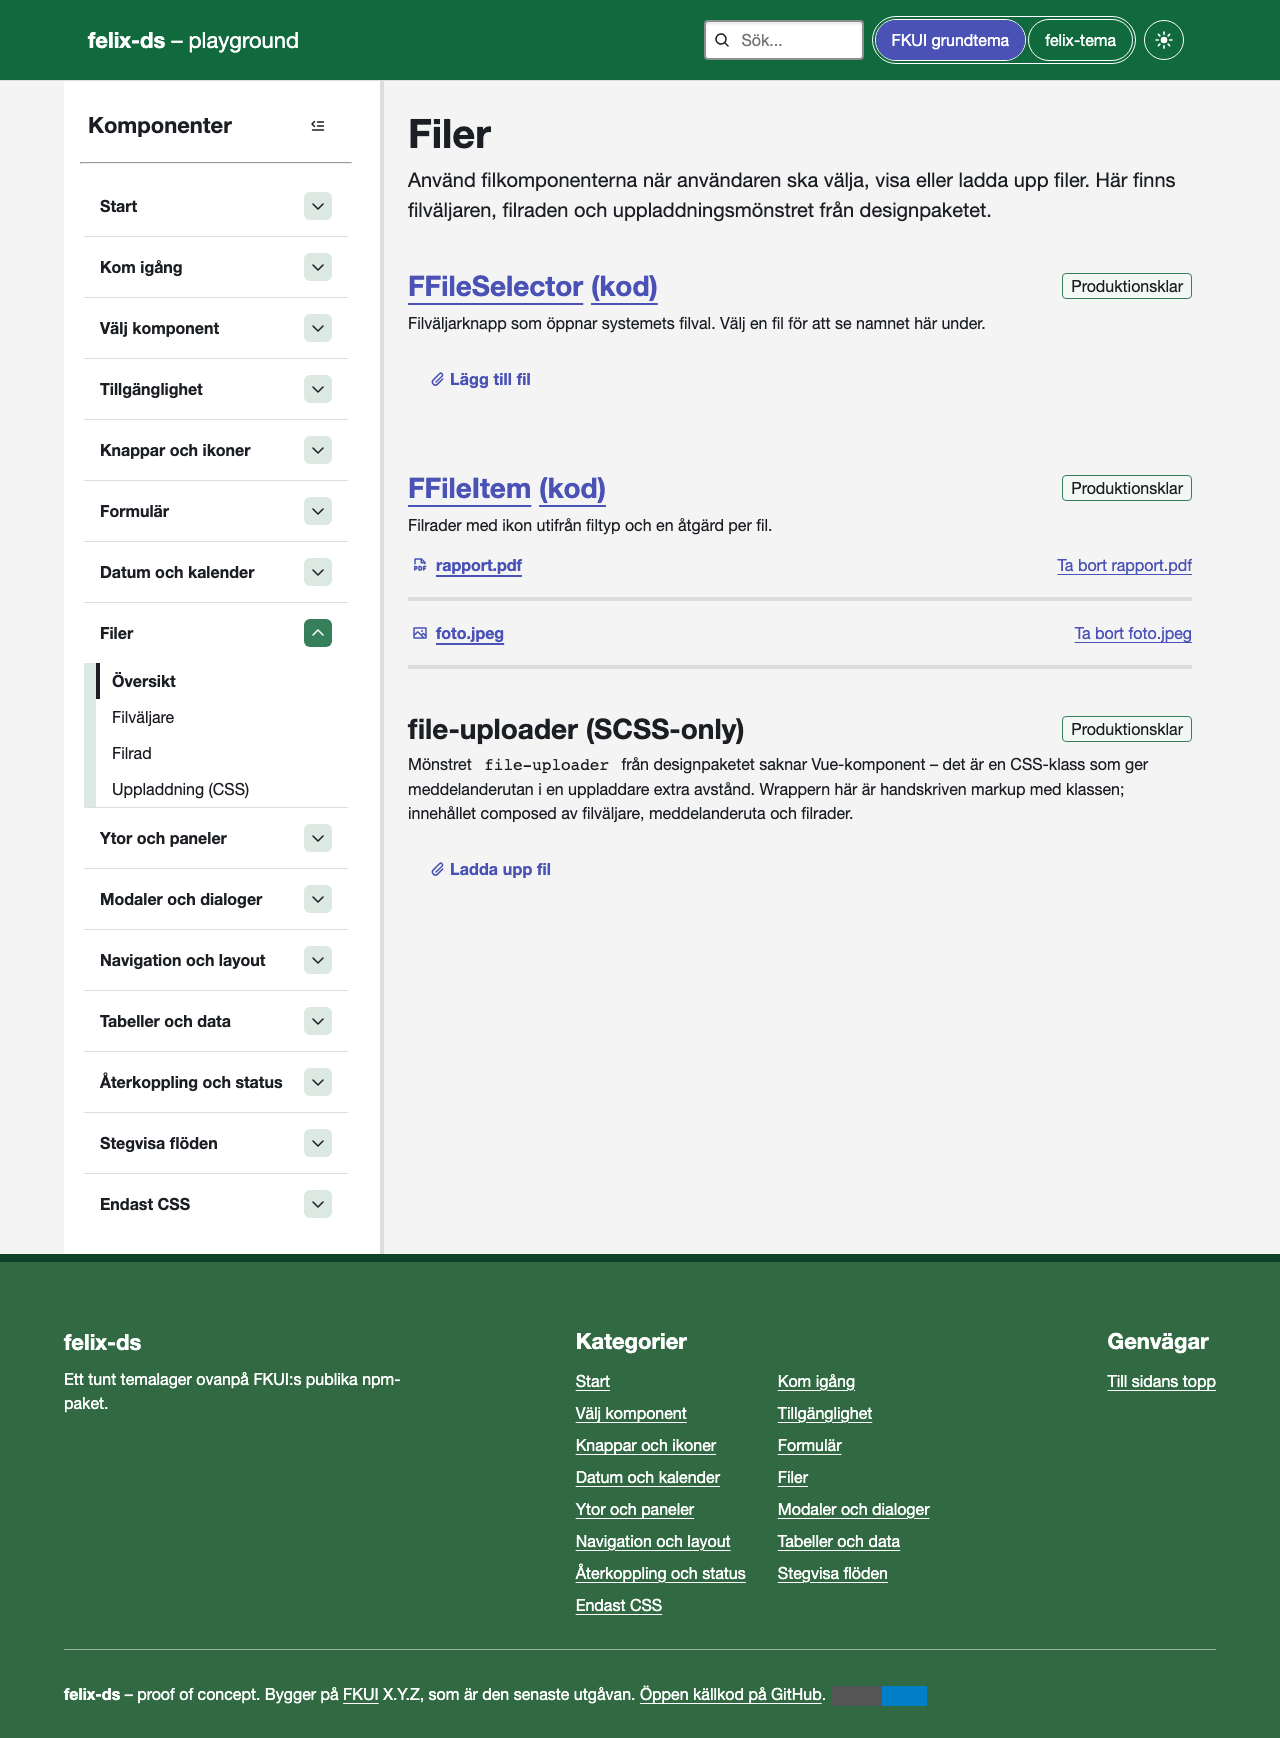 felix-ds – playground
Sök...
FKUI grundtema
felix-tema
Komponenter
Start
Kom igång
Välj komponent
Tillgänglighet
Knappar och ikoner
Formulär
Datum och kalender
Filer
Översikt
Filväljare
Filrad
Uppladdning (CSS)
Ytor och paneler
Modaler och dialoger
Navigation och layout
Tabeller och data
Återkoppling och status
Stegvisa flöden
Endast CSS
Filer
Använd filkomponenterna när användaren ska välja, visa eller ladda upp filer. Här finns
filväljaren, filraden och uppladdningsmönstret från designpaketet.
FFileSelector (kod)
Produktionsklar
Filväljarknapp som öppnar systemets filval. Välj en fil för att se namnet här under.
Lägg till fil
FFileItem (kod)
Produktionsklar
Filrader med ikon utifrån filtyp och en åtgärd per fil.
PDF
rapport.pdf
Ta bort rapport.pdf
foto.jpeg
Ta bort foto.jpeg
file-uploader (SCSS-only)
Produktionsklar
Mönstret file-uploader från designpaketet saknar Vue-komponent – det är en CSS-klass som ger
meddelanderutan i en uppladdare extra avstånd. Wrappern här är handskriven markup med klassen;
innehållet composed av filväljare, meddelanderuta och filrader.
Ladda upp fil
felix-ds
Ett tunt temalager ovanpå FKUI:s publika npm-
paket.
Kategorier
Start
Kom igång
Välj komponent
Tillgänglighet
Knappar och ikoner
Formulär
Datum och kalender
Filer
Ytor och paneler
Modaler och dialoger
Navigation och layout
Tabeller och data
Återkoppling och status
Stegvisa flöden
Endast CSS
Genvägar
Till sidans topp
felix-ds – proof of concept. Bygger på FKUI X.Y.Z, som är den senaste utgåvan. Öppen källkod på GitHub.